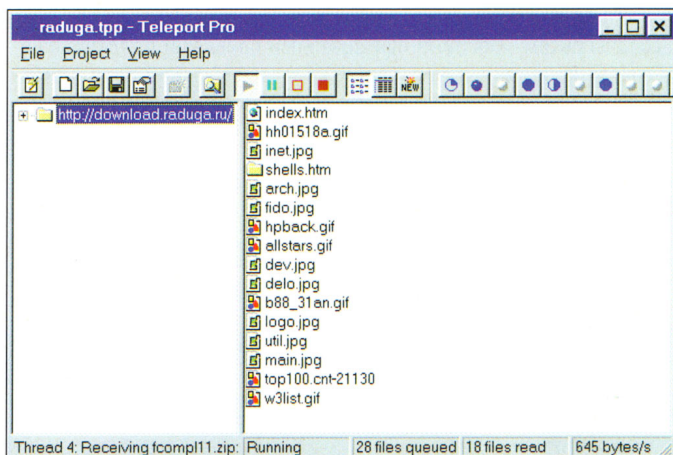 raduga.tpp - Teleport Pro
File Project View Help
NEW
http://download.raduga.ru/
index.htm
hh01518a.gif
inet.jpg
shells.htm
arch.jpg
fido.jpg
hpback.gif
allstars.gif
dev.jpg
delo.jpg
b88_31an.gif
logo.jpg
util.jpg
main.jpg
top100.cnt-21130
w3list.gif
Thread 4: Receiving fcompl11.zip: Running 28 files queued 18 files read 645 bytes/s